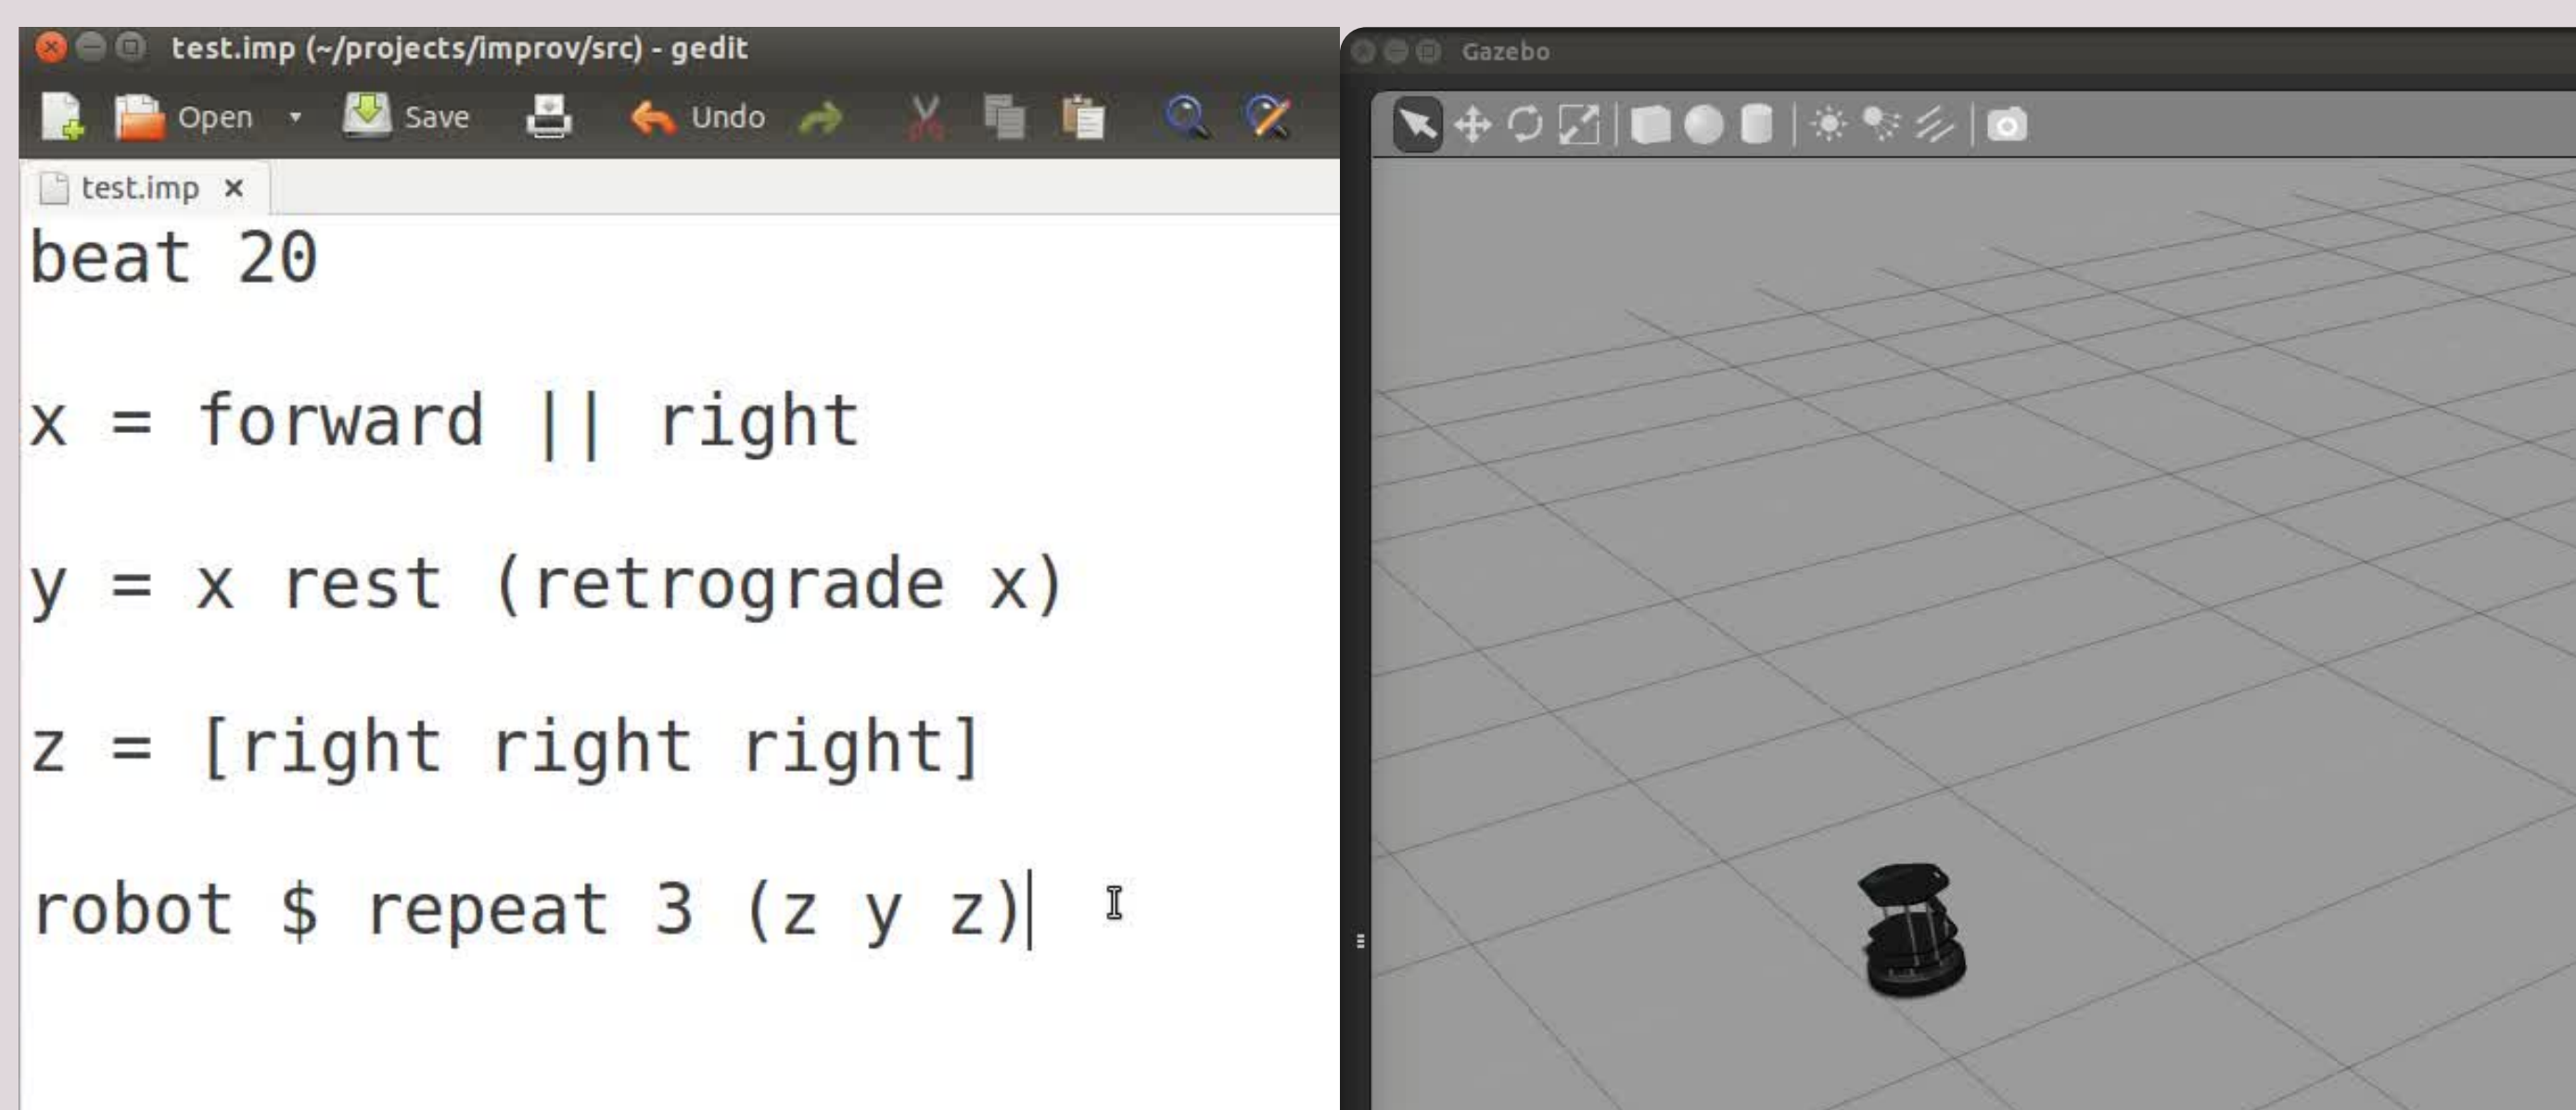 test.imp (~/projects/improv/src) - gedit
Open Save Undo
test.imp
beat 20
x = forward || right
y = x rest (retrograde x)
z = [right right right]
robot $ repeat 3 (z y z)
Gazebo